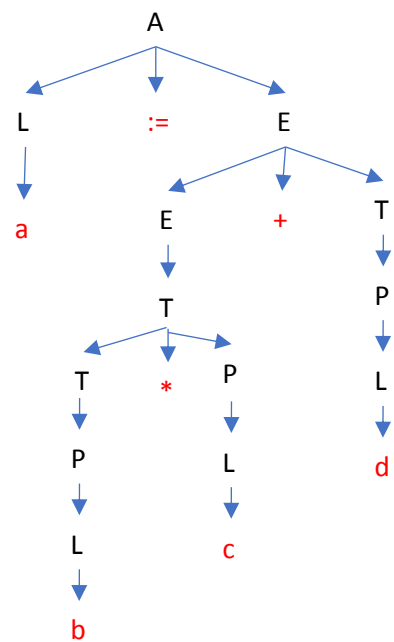 A
L := E
a E + T
T P
T * P L
P L d
L c
b